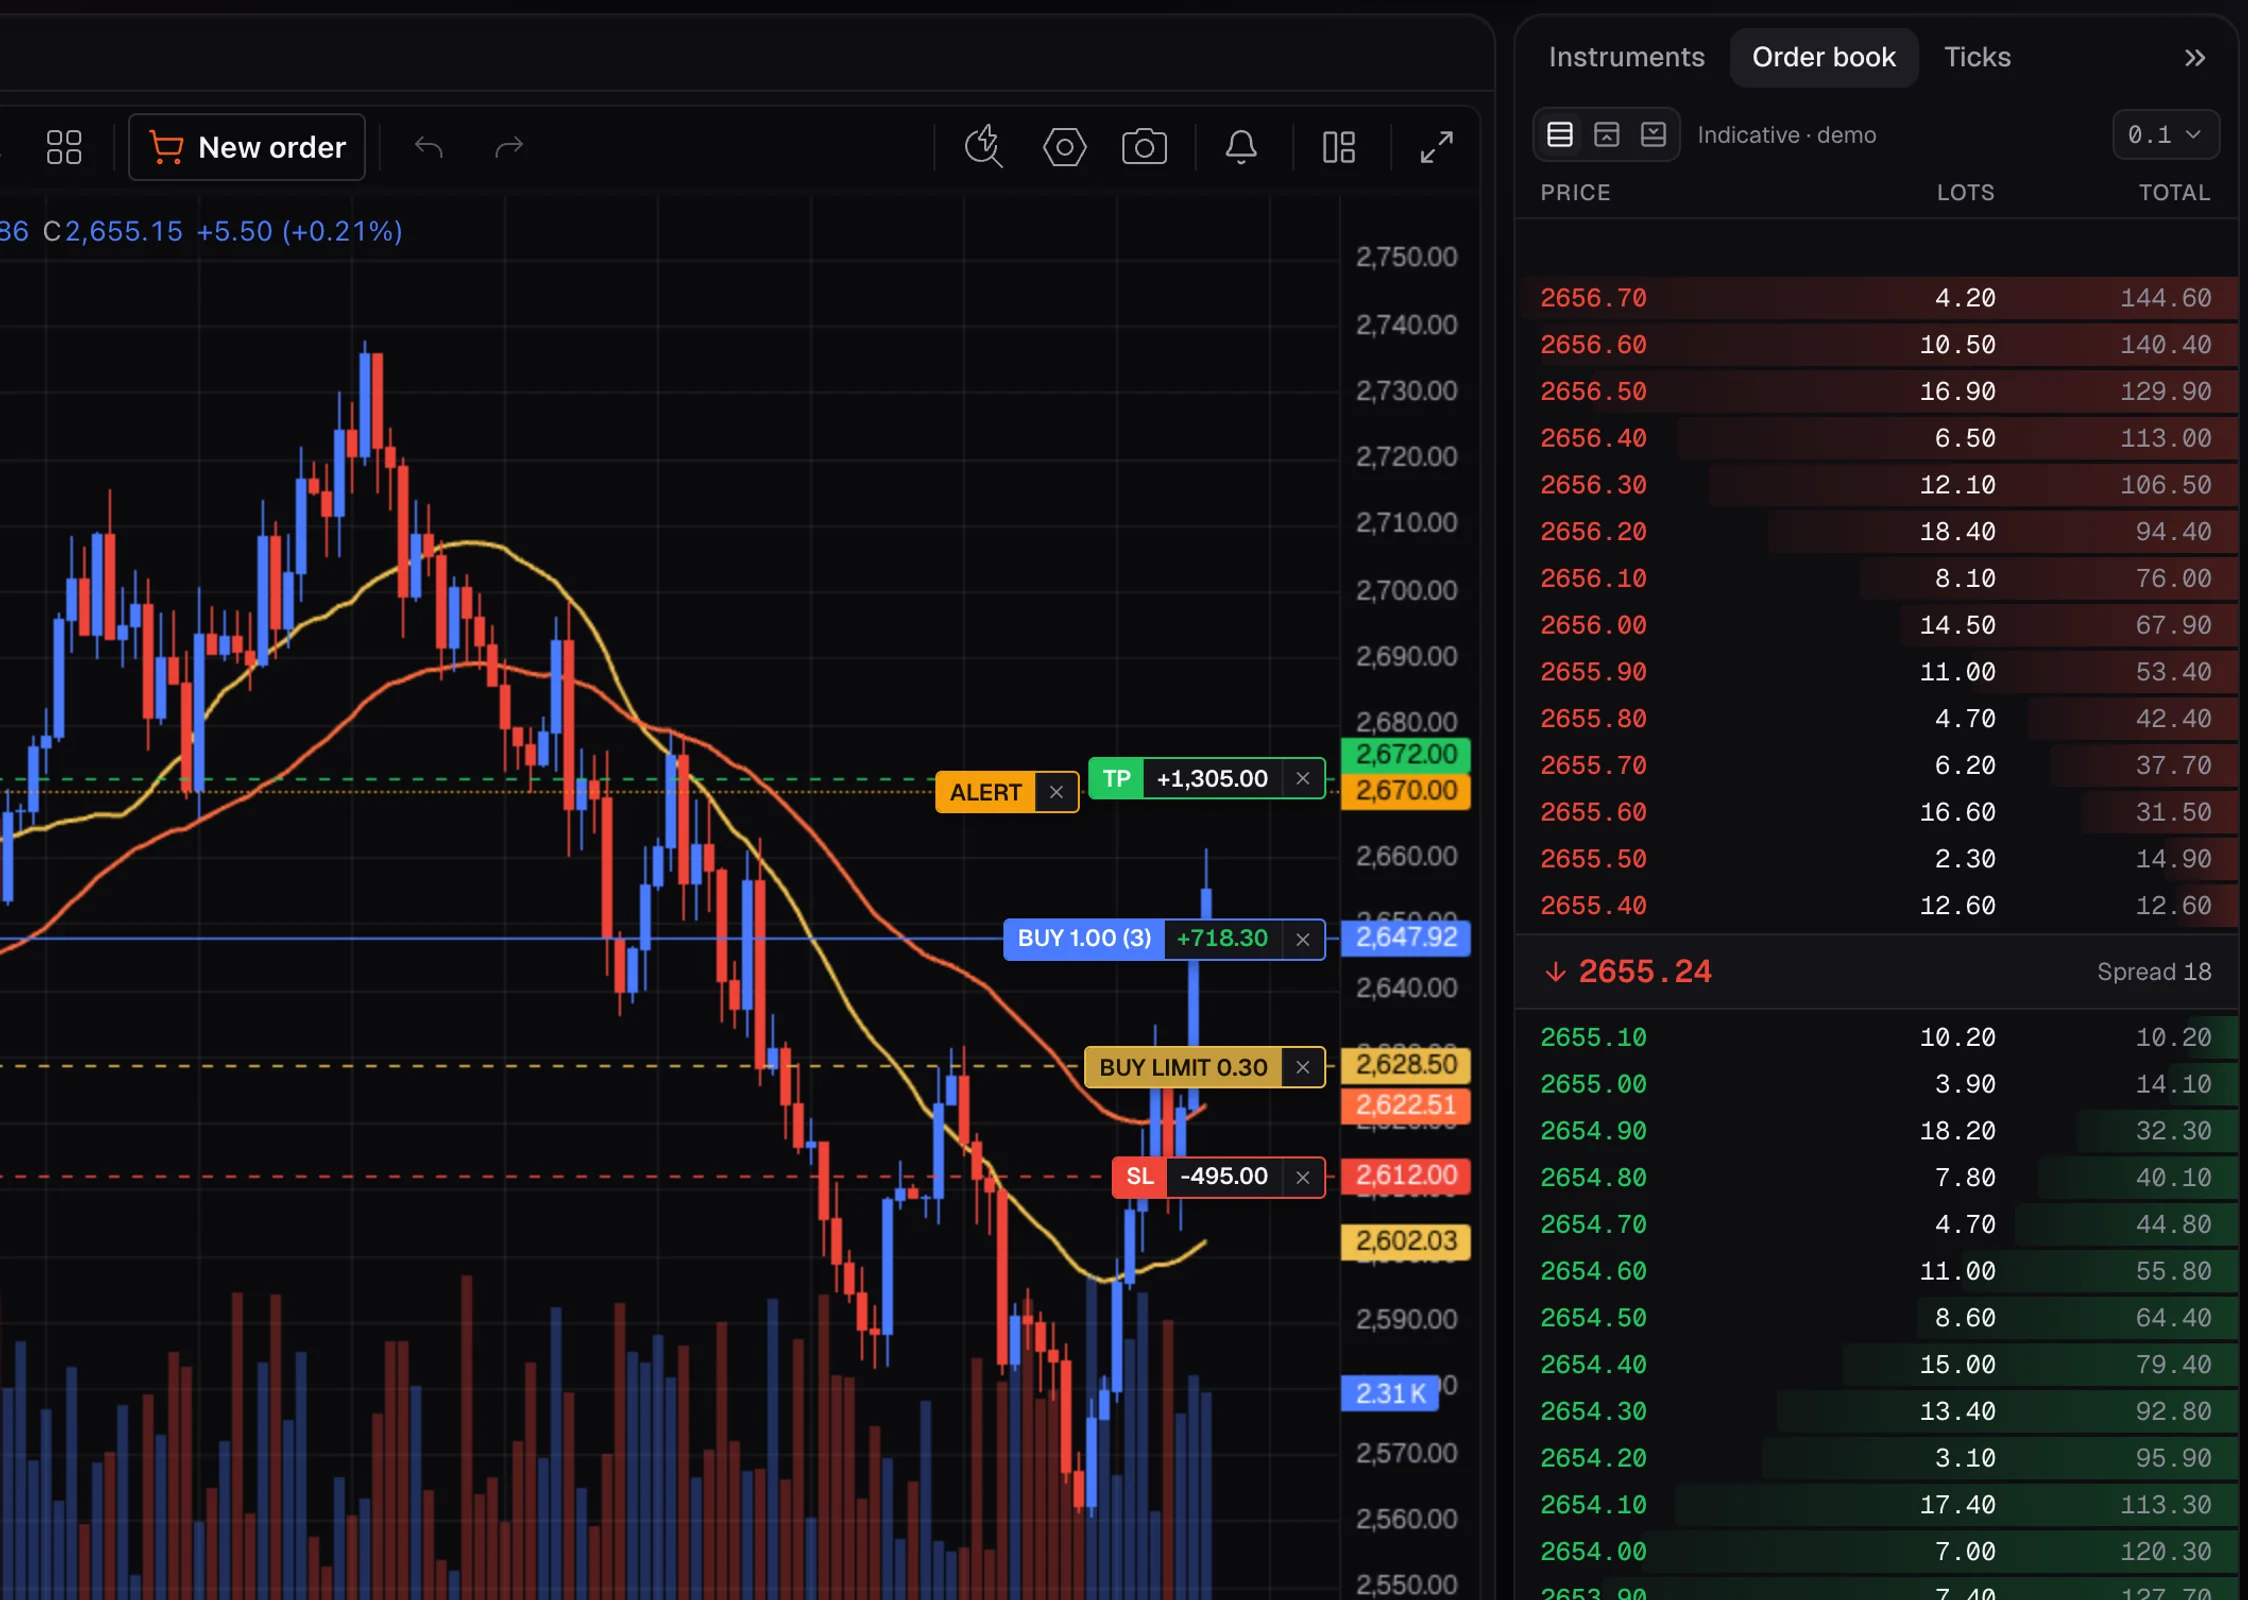 New order
86 C2,655.15 +5.50 (+0.21%)
2,750.00
2,740.00
2,730.00
2,720.00
2,710.00
2,700.00
2,690.00
2,680.00
2,672.00
TP +1,305.00
ALERT
2,670.00
2,660.00
BUY 1.00 (3) +718.30
2,647.92
2,640.00
BUY LIMIT 0.30
2,628.50
2,622.51
SL -495.00
2,612.00
2,602.03
2,590.00
2.31 K
2,570.00
2,560.00
2,550.00
Instruments Order book Ticks
Indicative · demo 0.1
PRICE LOTS TOTAL
2656.70 4.20 144.60
2656.60 10.50 140.40
2656.50 16.90 129.90
2656.40 6.50 113.00
2656.30 12.10 106.50
2656.20 18.40 94.40
2656.10 8.10 76.00
2656.00 14.50 67.90
2655.90 11.00 53.40
2655.80 4.70 42.40
2655.70 6.20 37.70
2655.60 16.60 31.50
2655.50 2.30 14.90
2655.40 12.60 12.60
2655.24 Spread 18
2655.10 10.20 10.20
2655.00 3.90 14.10
2654.90 18.20 32.30
2654.80 7.80 40.10
2654.70 4.70 44.80
2654.60 11.00 55.80
2654.50 8.60 64.40
2654.40 15.00 79.40
2654.30 13.40 92.80
2654.20 3.10 95.90
2654.10 17.40 113.30
2654.00 7.00 120.30
2653.90 7.40 127.70